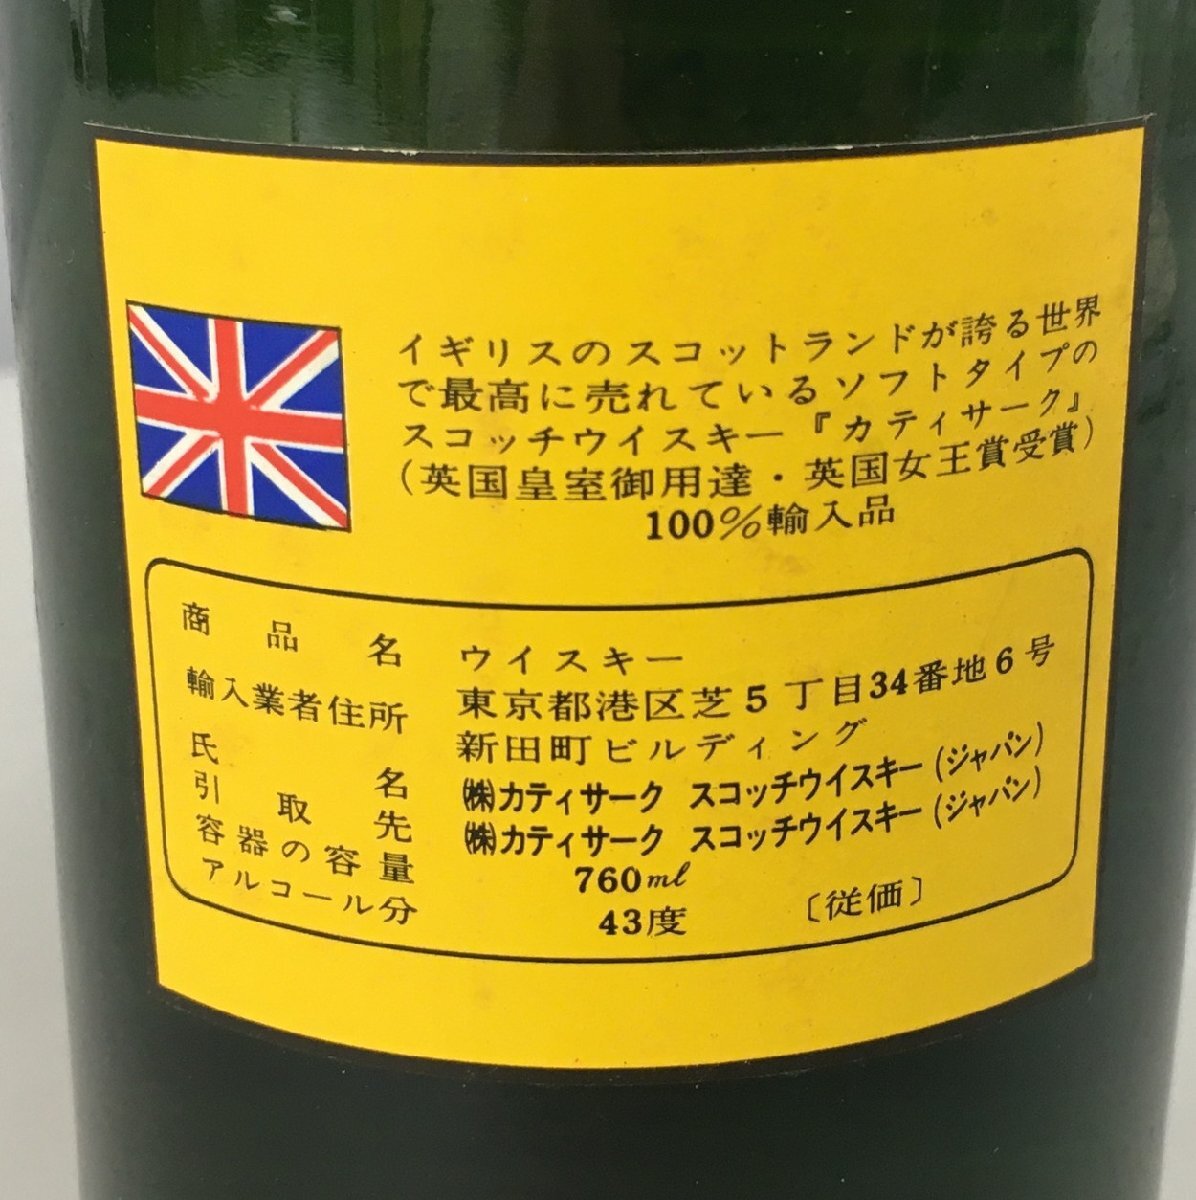 イギリスのスコットランドが誇る世界
で最高に売れているソフトタイプの
スコッチウイスキー『カティサーク』
(英国皇室御用達・英国女王賞受賞)
100%輸入品
商品名 ウイスキー
輸入業者住所 東京都港区芝5丁目34番地6号
新田町ビルディング
氏名 ㈱カティサーク スコッチウイスキー(ジャパン)
引取先 ㈱カティサーク スコッチウイスキー(ジャパン)
容器の容量 760ml
アルコール分 43度 〔従価〕